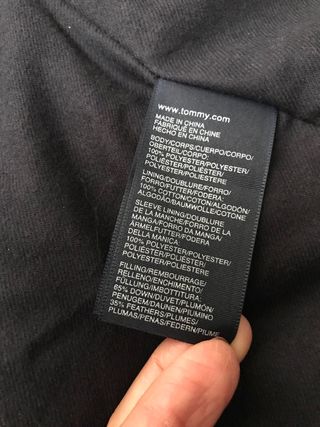 www.tommy.com
MADE IN CHINA
FABRIQUÉ EN CHINE
HECHO EN CHINA
BODY/CORPS/CUERPO/CORPO/
OBERTEIL/CORPO:
100% POLYESTER/POLYESTER/
POLIÉSTER/POLIÉSTER/
POLYESTER/POLIESTERE
LINING/DOUBLURE/FORRO/
FORRO/FUTTER/FODERA:
100% COTTON/COTON/ALGODÓN/
ALGODÃO/BAUMWOLLE/COTONE
SLEEVE LINING/DOUBLURE
DE LA MANCHE/FORRO DE LA
MANGA/FORRO DA MANGA/
ÄRMELFUTTER/FODERA
DELLA MANICA:
100% POLYESTER/POLYESTER/
POLIÉSTER/POLIÉSTER/
POLYESTER/POLIESTERE
FILLING/REMBOURRAGE/
RELLENO/ENCHIMENTO/
FÜLLUNG/IMBOTTITURA:
65% DOWN/DUVET/PLUMÓN/
PENUGEM/DAUNEN/PIUMINO
35% FEATHERS/PLUMES/
PLUMAS/PENAS/FEDERN/PIUME